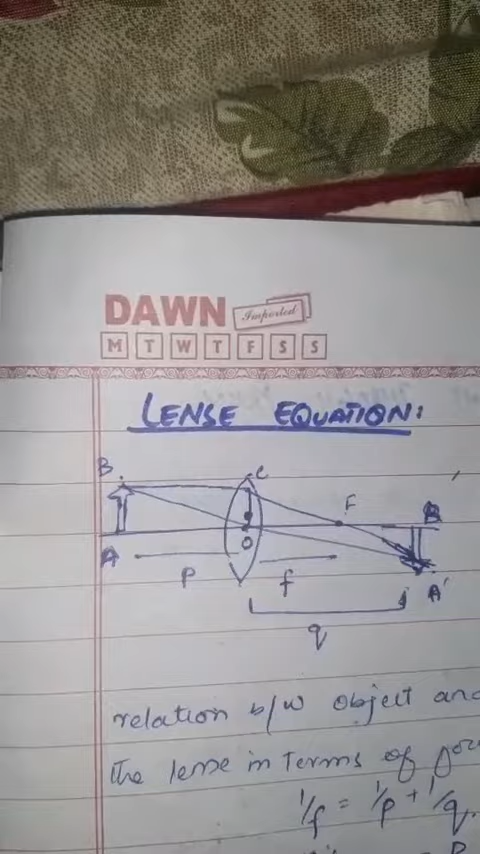 DAWN Imported
M T W T F S S
LENSE EQUATION:
B C
F B
A O A'
P f
q
relation b/w object and
the lense in terms of
1/f = 1/p + 1/q